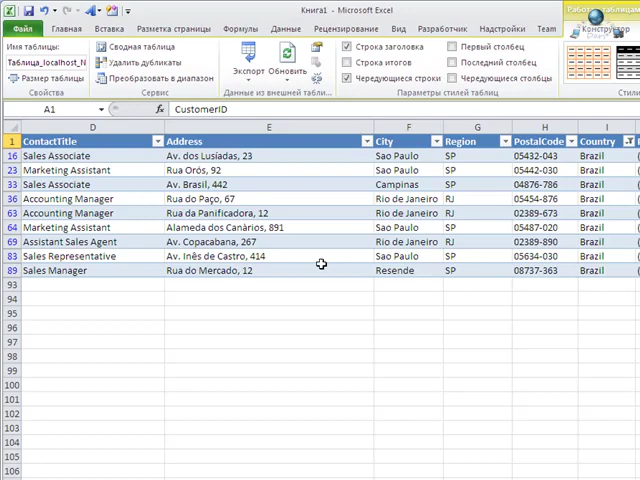 Книга1 - Microsoft Excel
Файл Главная Вставка Разметка страницы Формулы Данные Рецензирование Вид Надстройки Team Конструктор
Имя таблицы:
Таблица_localhost_N
Размер таблицы
Свойства
Сводная таблица
Удалить дубликаты
Преобразовать в диапазон
Сервис
Экспорт Обновить
Данные из внешней табли...
Строка заголовка
Строка итогов
Чередующиеся строки
Первый столбец
Последний столбец
Чередующиеся столбцы
Параметры стилей таблиц
Стили
A1 fx CustomerID
D E F G H I
1 ContactTitle Address City Region PostalCode Country
16 Sales Associate Av. dos Lusíadas, 23 Sao Paulo SP 05432-043 Brazil
23 Marketing Assistant Rua Orós, 92 Sao Paulo SP 05442-030 Brazil
33 Sales Associate Av. Brasil, 442 Campinas SP 04876-786 Brazil
36 Accounting Manager Rua do Paço, 67 Rio de Janeiro RJ 05454-876 Brazil
63 Accounting Manager Rua da Panificadora, 12 Rio de Janeiro RJ 02389-673 Brazil
64 Marketing Assistant Alameda dos Canàrios, 891 Sao Paulo SP 05487-020 Brazil
69 Assistant Sales Agent Av. Copacabana, 267 Rio de Janeiro RJ 02389-890 Brazil
83 Sales Representative Av. Inês de Castro, 414 Sao Paulo SP 05634-030 Brazil
89 Sales Manager Rua do Mercado, 12 Resende SP 08737-363 Brazil
93
94
95
96
97
98
99
100
101
102
103
104
105
106